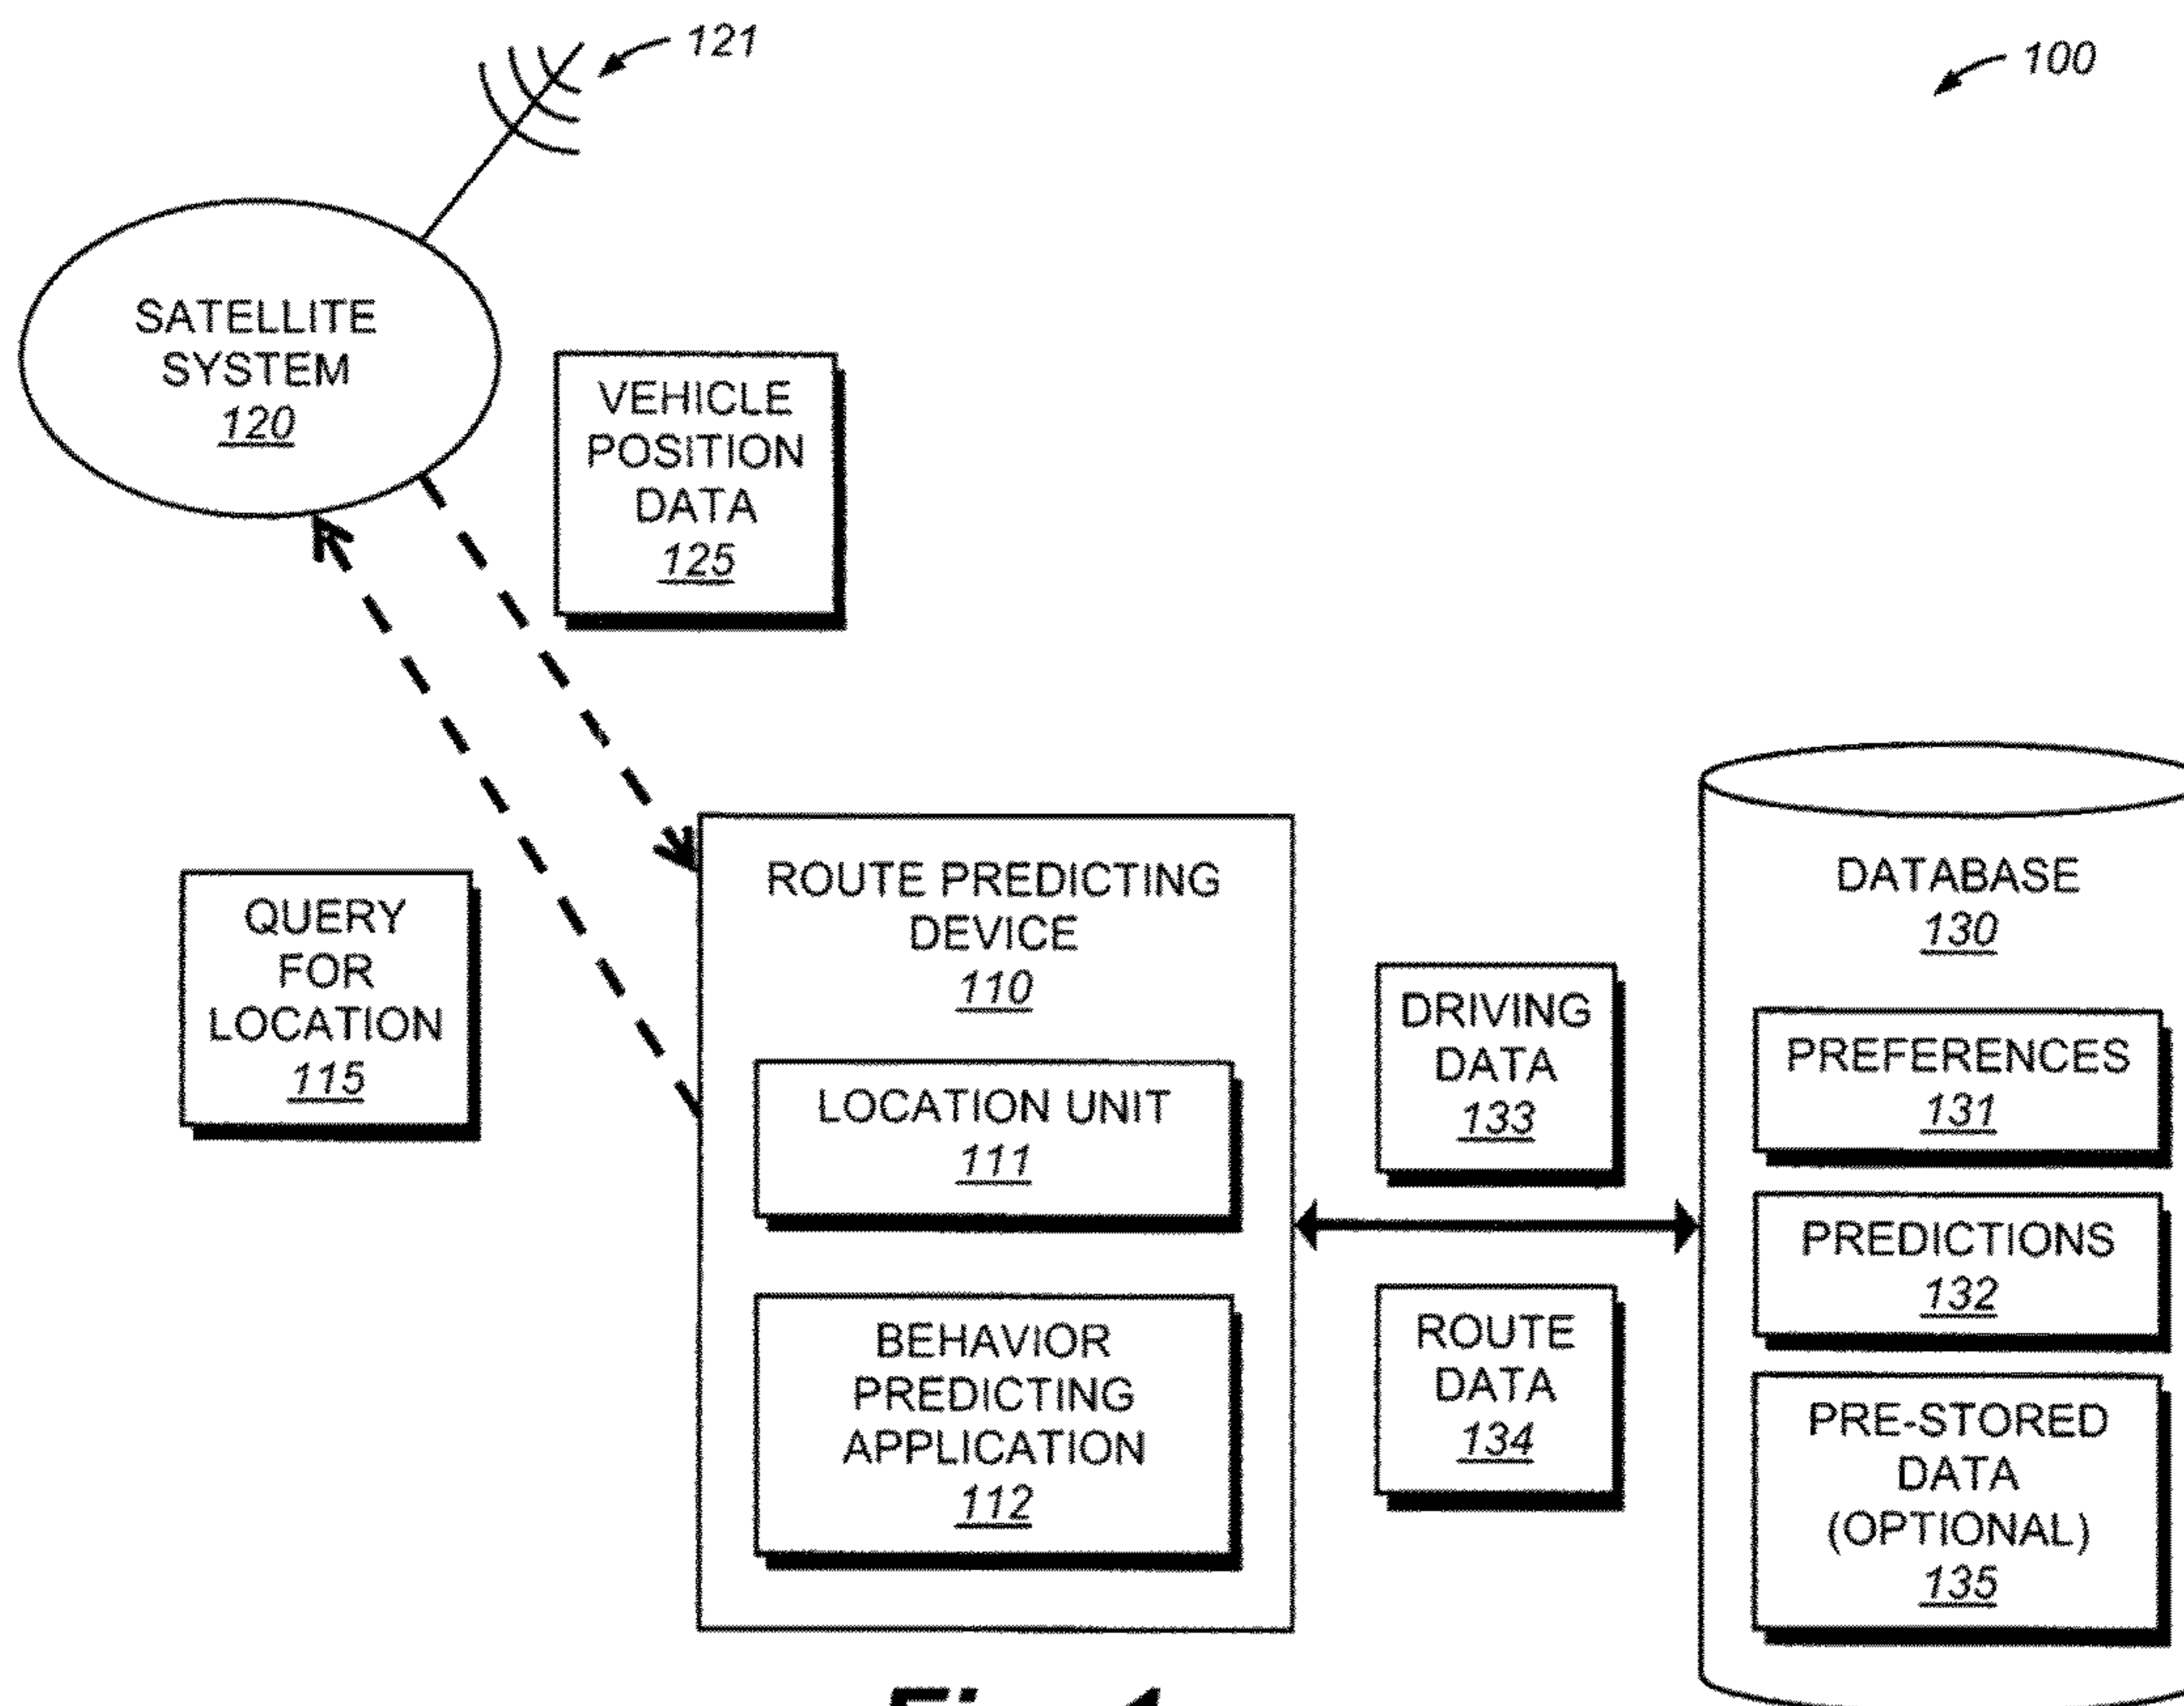 121
100
SATELLITE
SYSTEM
120
VEHICLE
POSITION
DATA
125
QUERY
FOR
LOCATION
115
ROUTE PREDICTING
DEVICE
110
LOCATION UNIT
111
BEHAVIOR
PREDICTING
APPLICATION
112
DRIVING
DATA
133
ROUTE
DATA
134
DATABASE
130
PREFERENCES
131
PREDICTIONS
132
PRE-STORED
DATA
(OPTIONAL)
135